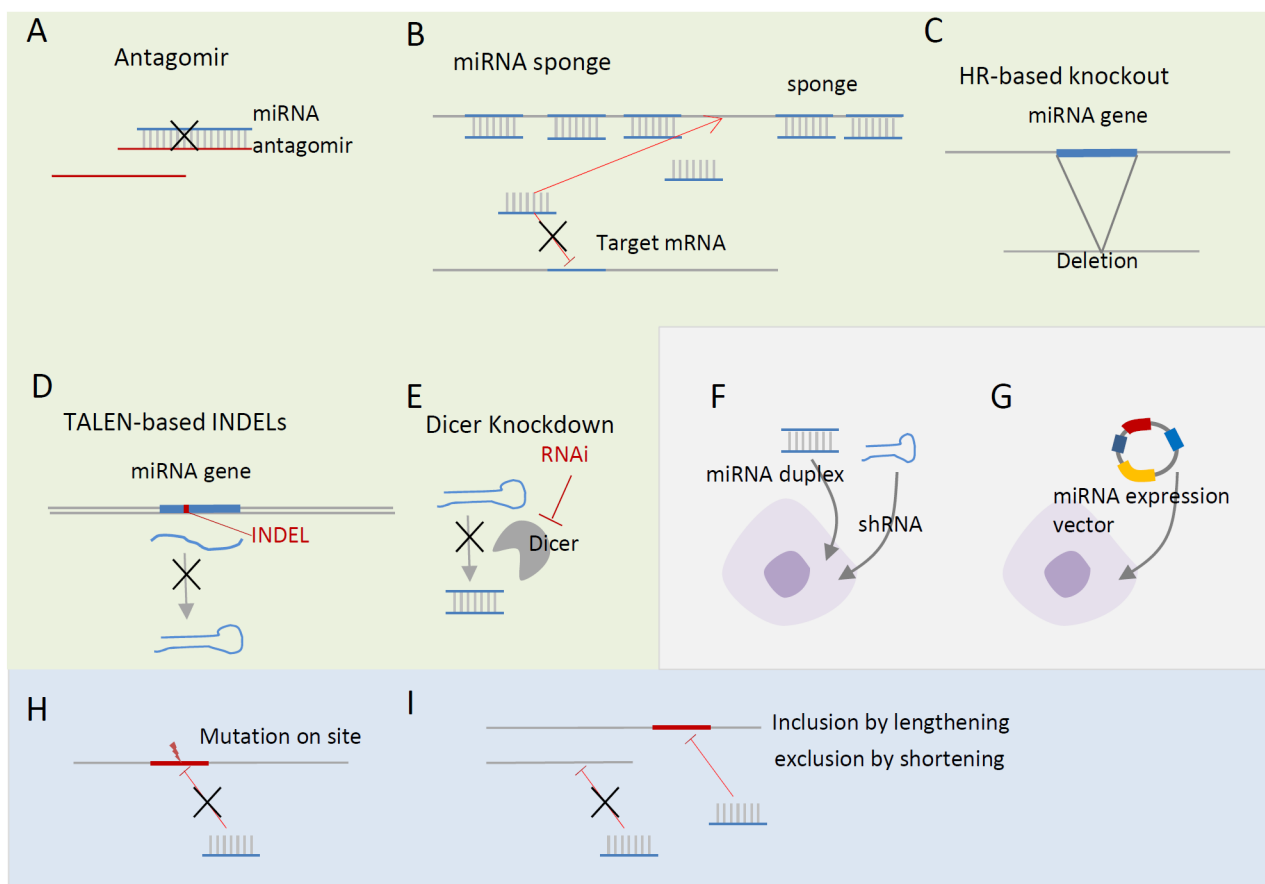 A
Antagomir
miRNA
antagomir
B
miRNA sponge
sponge
Target mRNA
C
HR-based knockout
miRNA gene
Deletion
D
TALEN-based INDELs
miRNA gene
INDEL
E
Dicer Knockdown
RNAi
Dicer
F
miRNA duplex
shRNA
G
miRNA expression
vector
H
Mutation on site
I
Inclusion by lengthening
exclusion by shortening